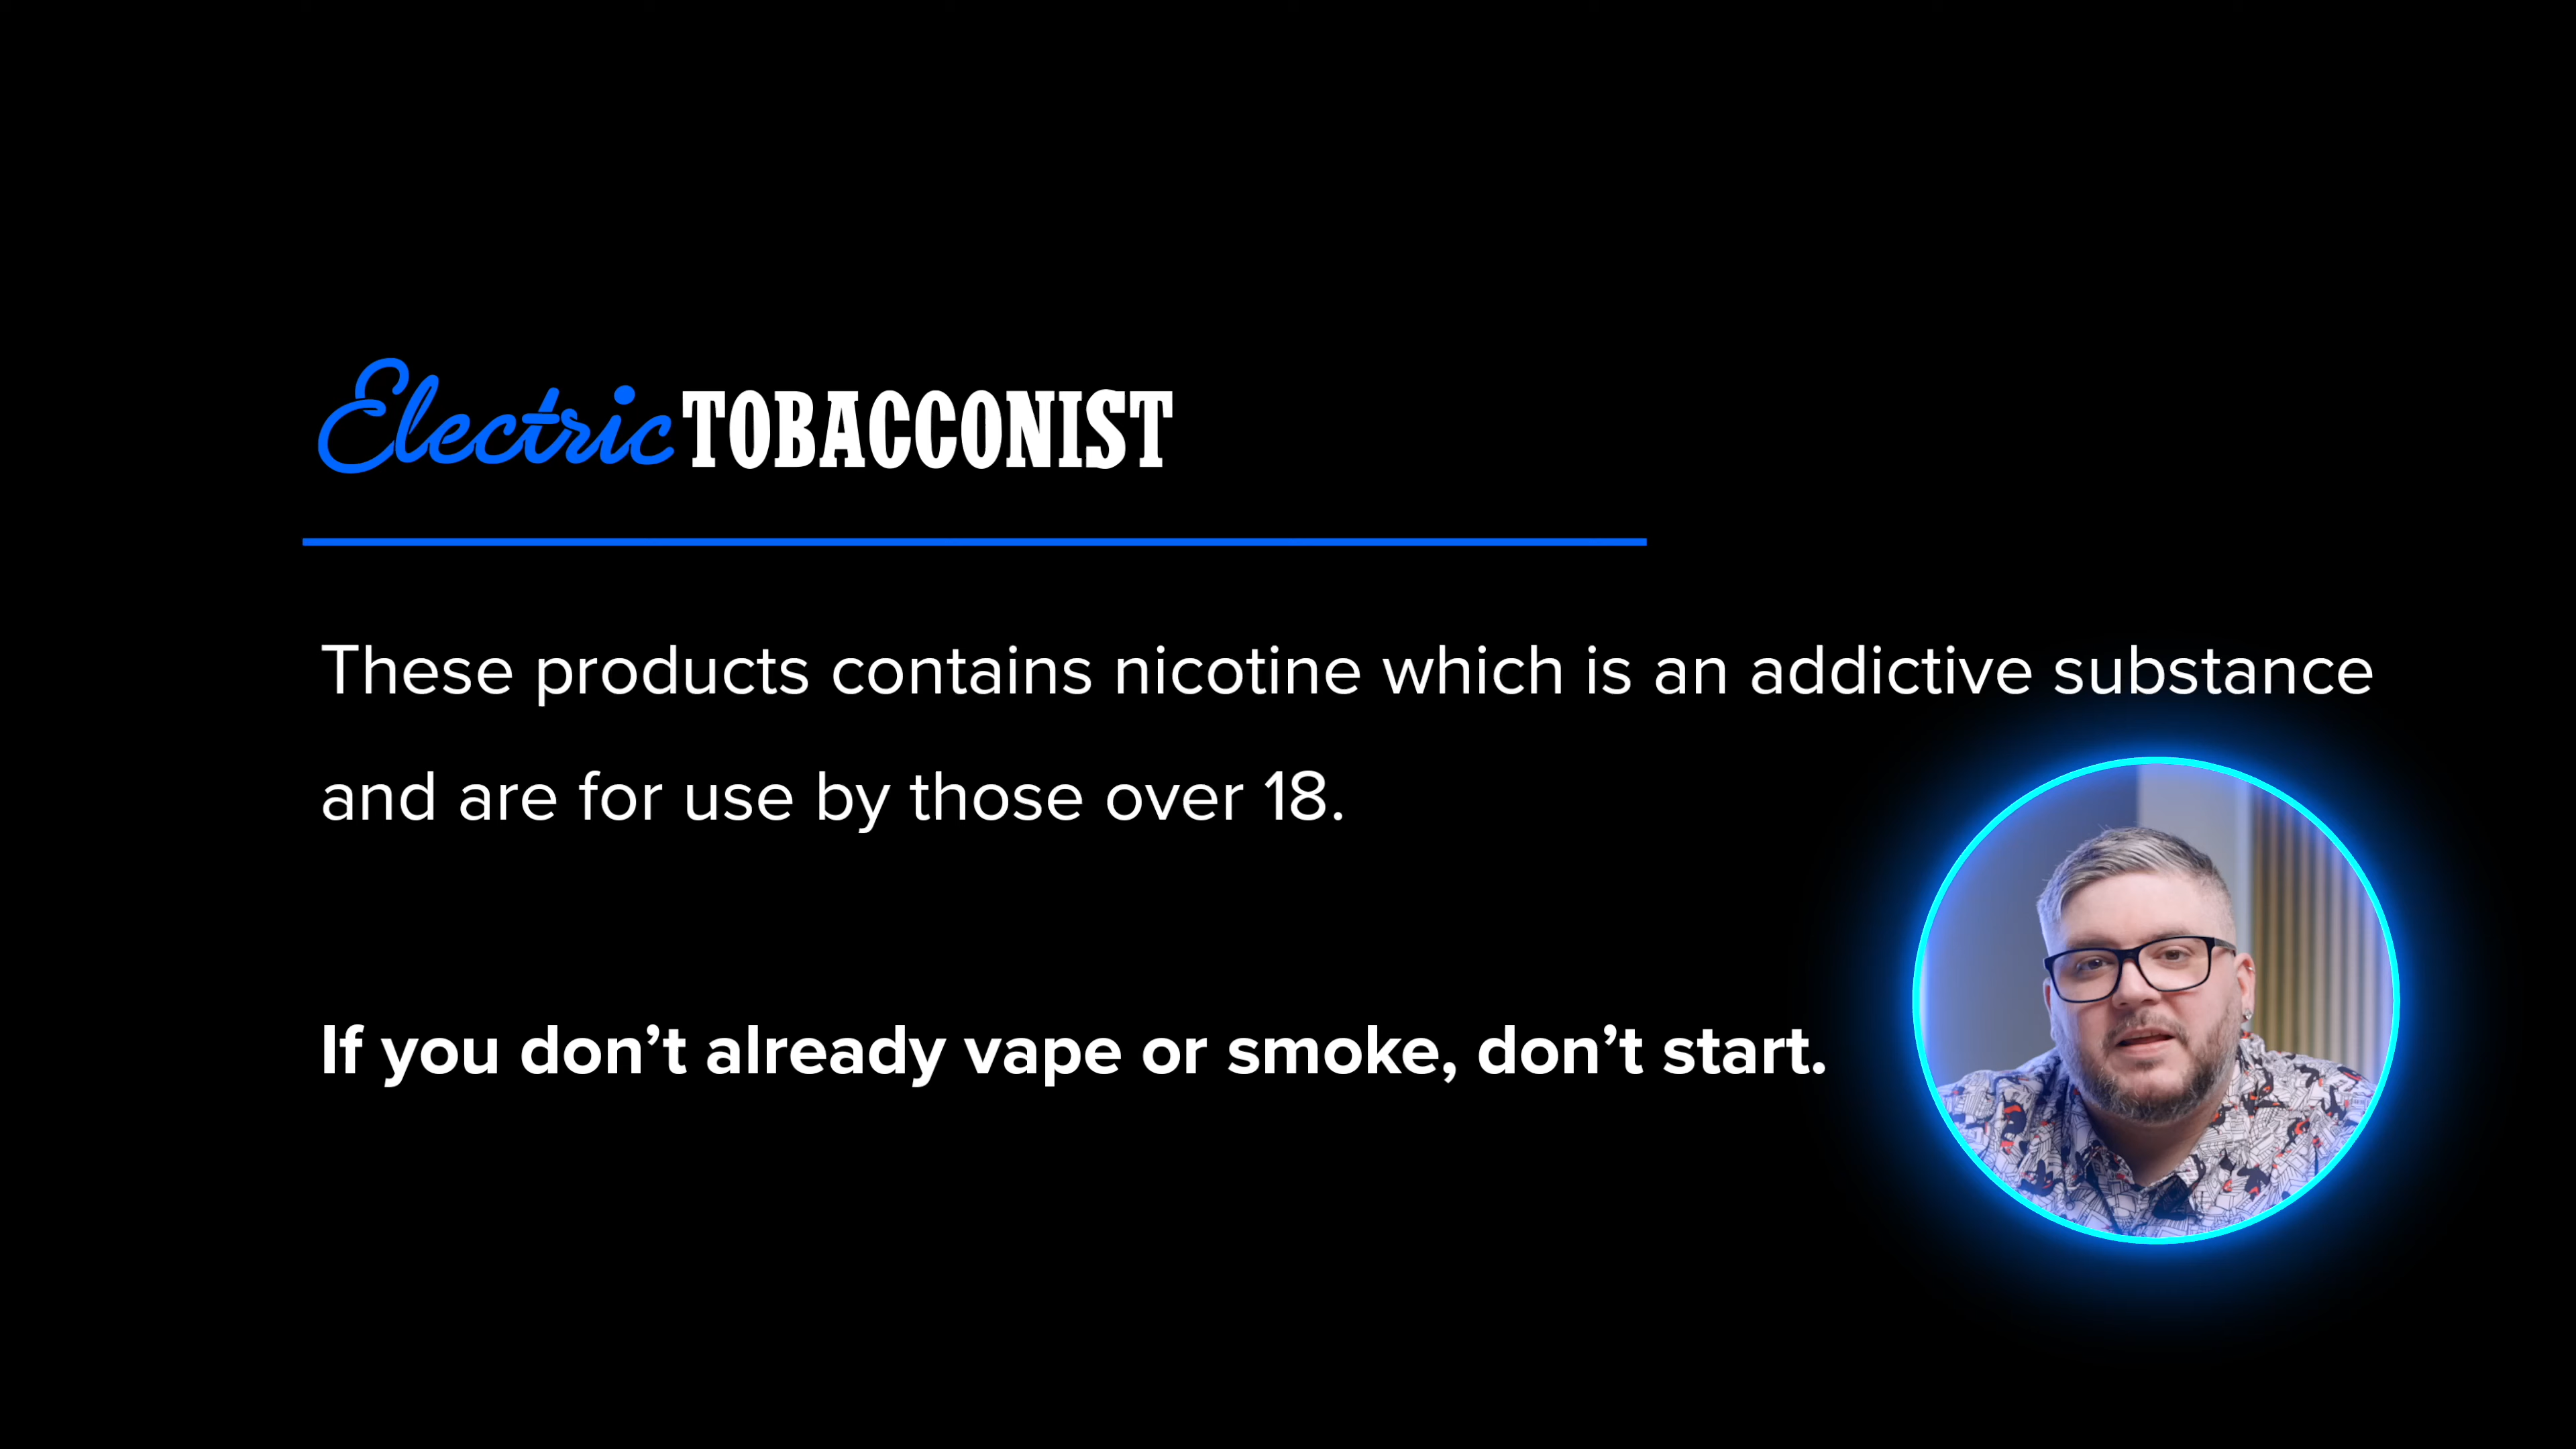 Electric TOBACCONIST
These products contains nicotine which is an addictive substance
and are for use by those over 18.
If you don’t already vape or smoke, don’t start.